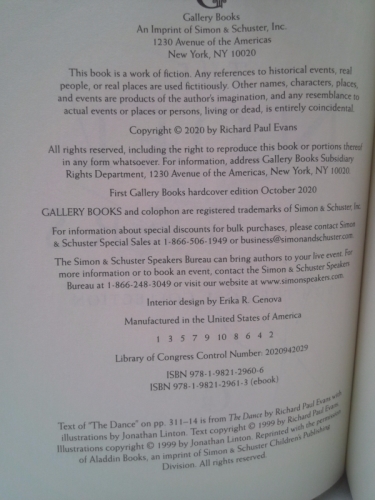 Gallery Books
An Imprint of Simon & Schuster, Inc.
1230 Avenue of the Americas
New York, NY 10020
This book is a work of fiction. Any references to historical events, real
people, or real places are used fictitiously. Other names, characters, places,
and events are products of the author's imagination, and any resemblance to
actual events or places or persons, living or dead, is entirely coincidental.
Copyright © 2020 by Richard Paul Evans
All rights reserved, including the right to reproduce this book or portions thereof
in any form whatsoever. For information, address Gallery Books Subsidiary
Rights Department, 1230 Avenue of the Americas, New York, NY 10020.
First Gallery Books hardcover edition October 2020
GALLERY BOOKS and colophon are registered trademarks of Simon & Schuster, Inc.
For information about special discounts for bulk purchases, please contact Simon
& Schuster Special Sales at 1-866-506-1949 or business@simonandschuster.com.
The Simon & Schuster Speakers Bureau can bring authors to your live event. For
more information or to book an event, contact the Simon & Schuster Speakers
Bureau at 1-866-248-3049 or visit our website at www.simonspeakers.com.
Interior design by Erika R. Genova
Manufactured in the United States of America
1 3 5 7 9 10 8 6 4 2
Library of Congress Control Number: 2020942029
ISBN 978-1-9821-2960-6
ISBN 978-1-9821-2961-3 (ebook)
Text of "The Dance" on pp. 311–14 is from The Dance by Richard Paul Evans with
illustrations by Jonathan Linton. Text copyright © 1999 by Richard Paul Evans.
Illustrations copyright © 1999 by Jonathan Linton. Reprinted with the permission
of Aladdin Books, an imprint of Simon & Schuster Children's Publishing
Division. All rights reserved.